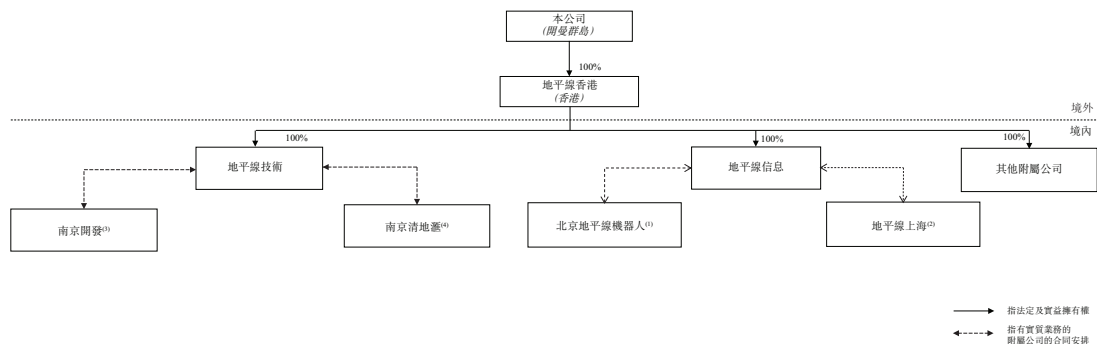 本公司
(開曼群島)
100%
地平線香港
(香港)
境外
境內
100%
100%
100%
地平線技術
地平線信息
其他附屬公司
南京開發(3)
南京清地滙(4)
北京地平線機器人(1)
地平線上海(2)
指法定及實益擁有權
指有實質業務的
附屬公司的合同安排